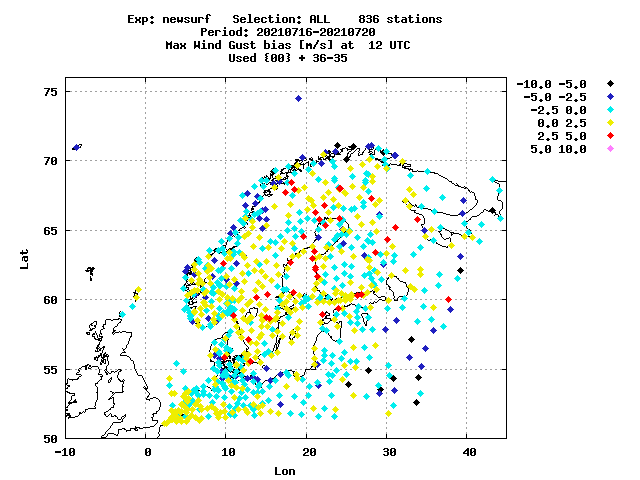 Exp: newsurf Selection: ALL 836 stations
Period: 20210716-20210720
Max Wind Gust bias [m/s] at 12 UTC
Used {00} + 36-35
-10.0 -5.0
-5.0 -2.5
-2.5 0.0
0.0 2.5
2.5 5.0
5.0 10.0
75
70
65
60
55
50
Lat
-10 0 10 20 30 40
Lon